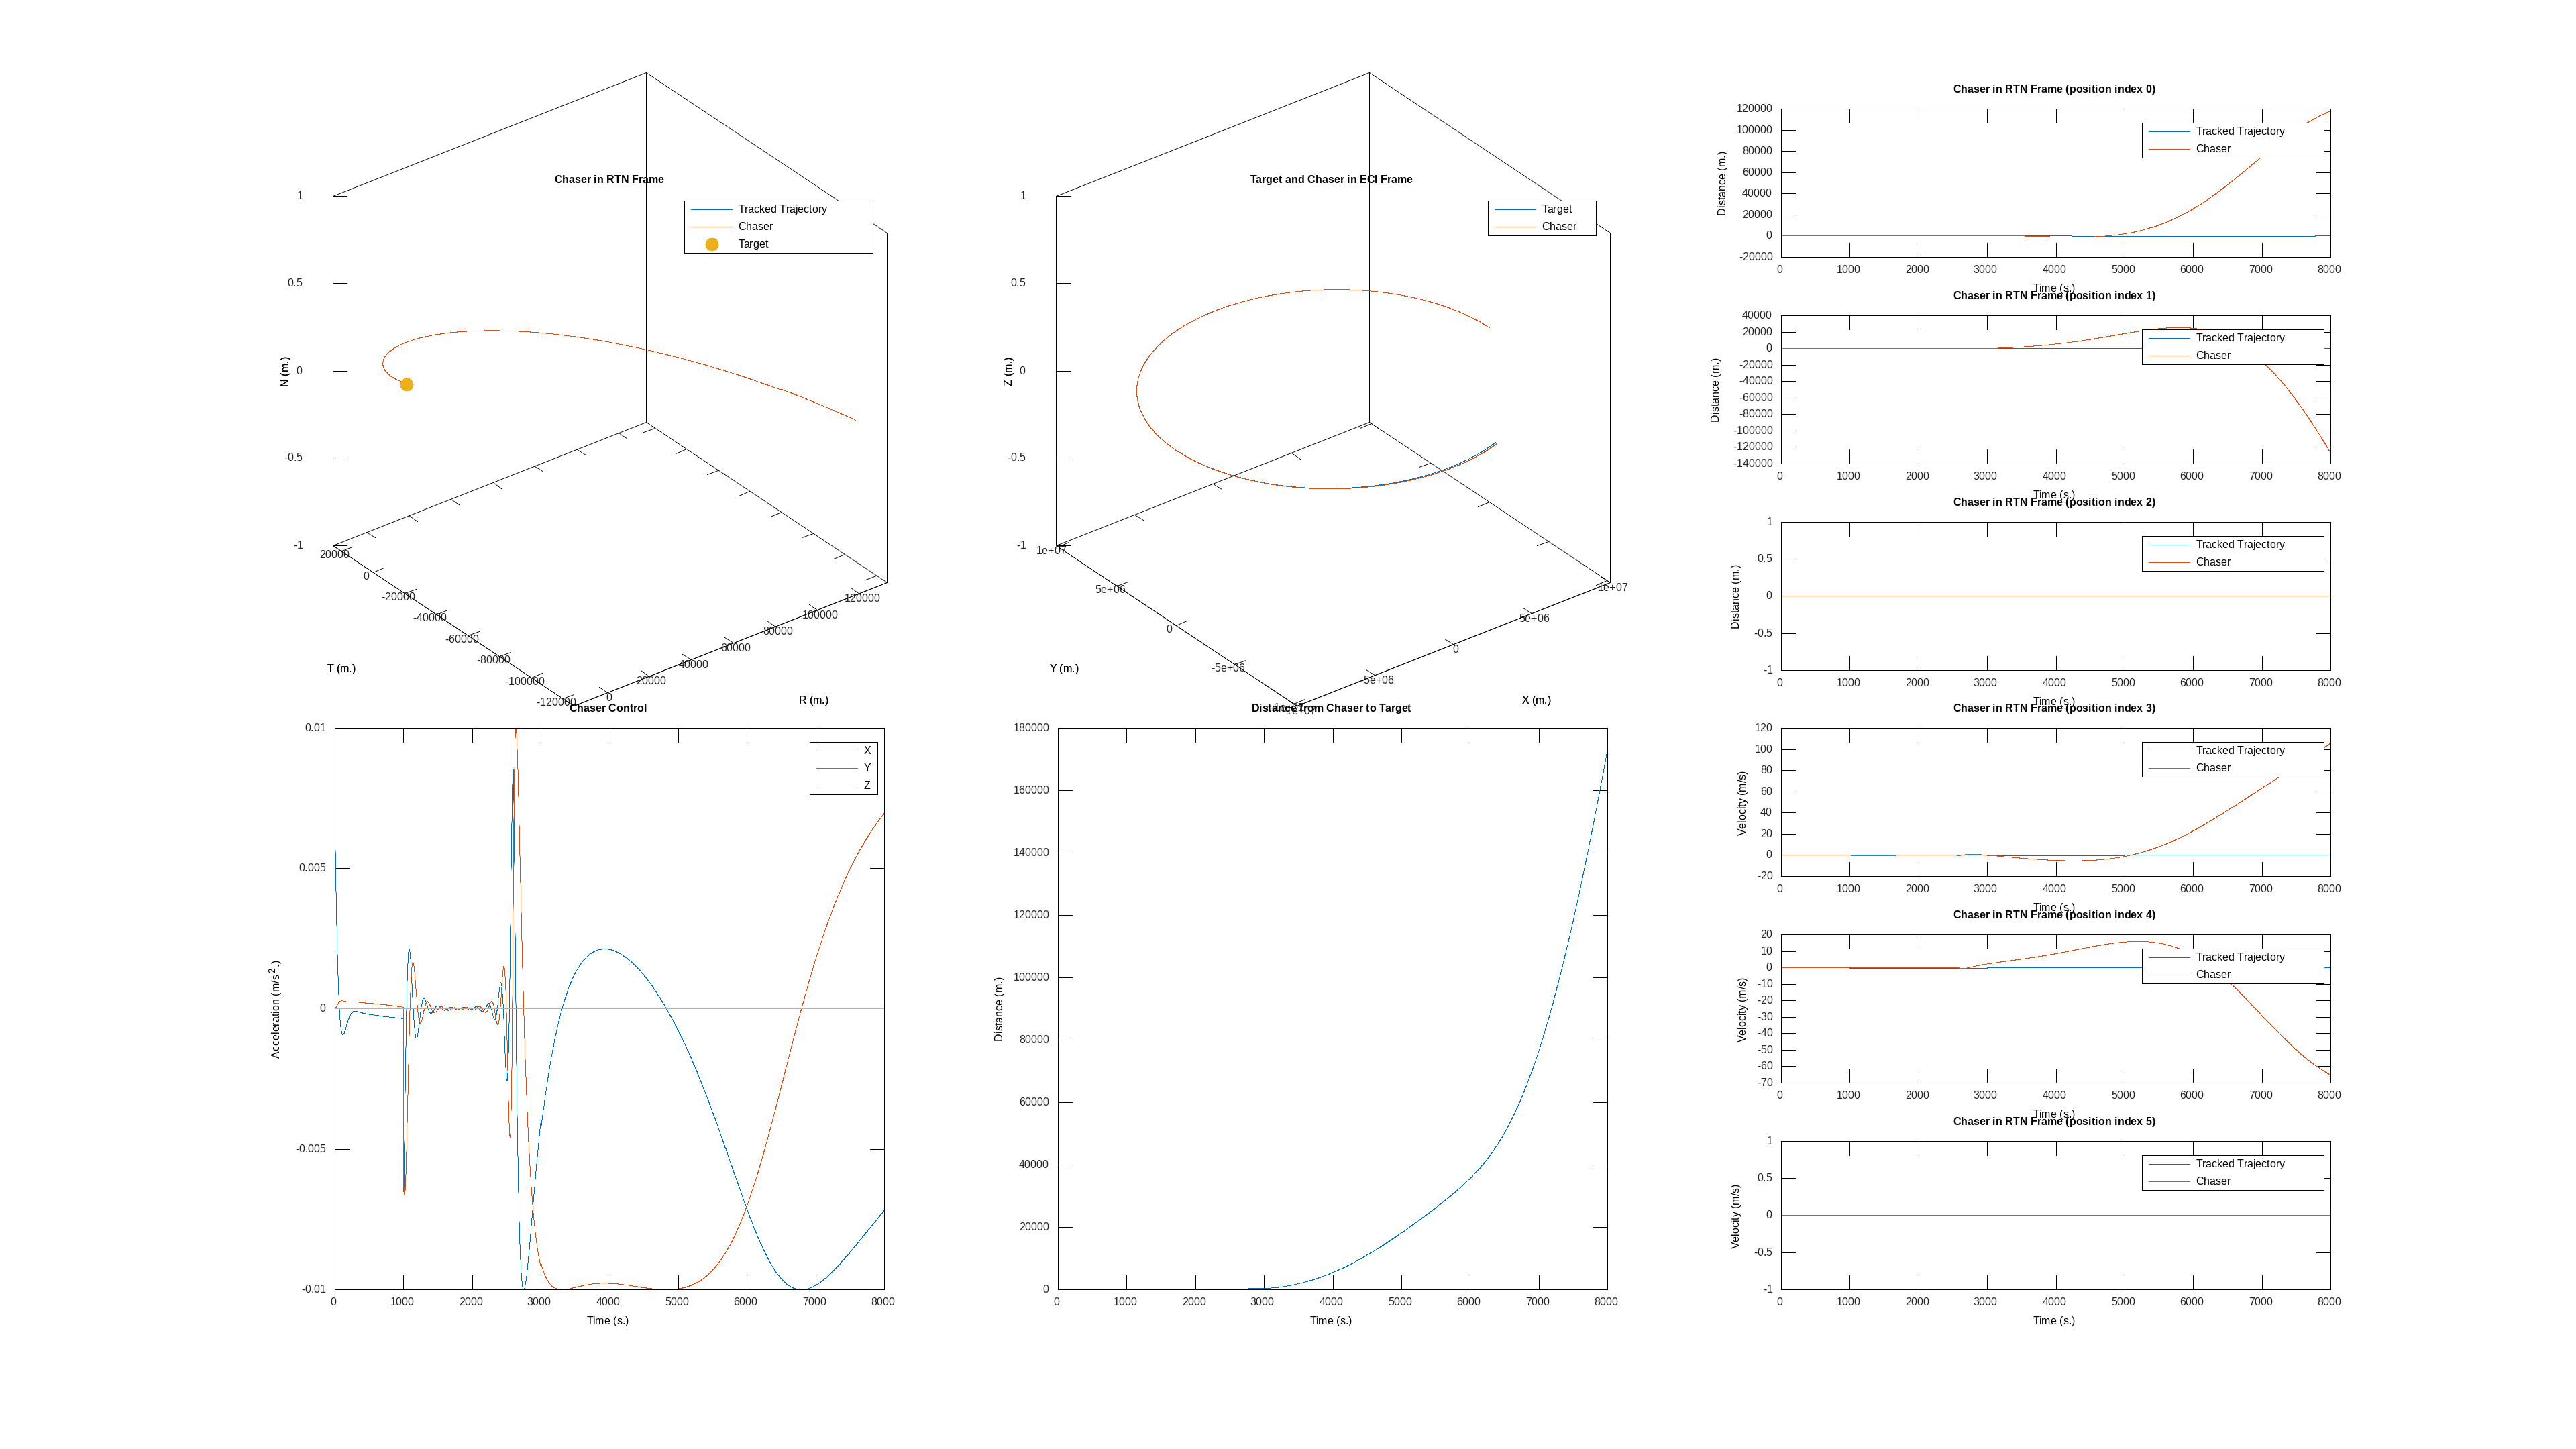 Chaser in RTN Frame
Tracked Trajectory
Chaser
Target
1
0.5
0
-0.5
-1
N (m.)
20000
0
-20000
-40000
-60000
-80000
-100000
-120000
T (m.)
0
20000
40000
60000
80000
100000
120000
R (m.)
Target and Chaser in ECI Frame
Target
Chaser
1
0.5
0
-0.5
-1
Z (m.)
1e+07
5e+06
0
-5e+06
Y (m.)
-5e+06
0
5e+06
1e+07
X (m.)
Chaser in RTN Frame (position index 0)
Tracked Trajectory
Chaser
120000
100000
80000
60000
40000
20000
0
-20000
Distance (m.)
0 1000 2000 3000 4000 5000 6000 7000 8000
Time (s.)
Chaser in RTN Frame (position index 1)
Tracked Trajectory
Chaser
40000
20000
0
-20000
-40000
-60000
-80000
-100000
-120000
-140000
Distance (m.)
0 1000 2000 3000 4000 5000 6000 7000 8000
Time (s.)
Chaser in RTN Frame (position index 2)
Tracked Trajectory
Chaser
1
0.5
0
-0.5
-1
Distance (m.)
0 1000 2000 3000 4000 5000 6000 7000 8000
Time (s.)
Chaser Control
X
Y
Z
0.01
0.005
0
-0.005
-0.01
Acceleration (m/s2.)
0 1000 2000 3000 4000 5000 6000 7000 8000
Time (s.)
Distance from Chaser to Target
180000
160000
140000
120000
100000
80000
60000
40000
20000
0
Distance (m.)
0 1000 2000 3000 4000 5000 6000 7000 8000
Time (s.)
Chaser in RTN Frame (position index 3)
Tracked Trajectory
Chaser
120
100
80
60
40
20
0
-20
Velocity (m/s)
0 1000 2000 3000 4000 5000 6000 7000 8000
Time (s.)
Chaser in RTN Frame (position index 4)
Tracked Trajectory
Chaser
20
10
0
-10
-20
-30
-40
-50
-60
-70
Velocity (m/s)
0 1000 2000 3000 4000 5000 6000 7000 8000
Time (s.)
Chaser in RTN Frame (position index 5)
Tracked Trajectory
Chaser
1
0.5
0
-0.5
-1
Velocity (m/s)
0 1000 2000 3000 4000 5000 6000 7000 8000
Time (s.)